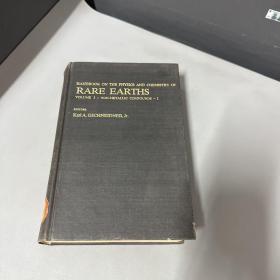 HANDBOOK ON THE PHYSICS AND CHEMISTRY OF
RARE EARTHS
VOLUME 3 - NON-METALLIC COMPOUNDS - I
EDITORS
Karl A. GSCHNEIDNER, Jr.